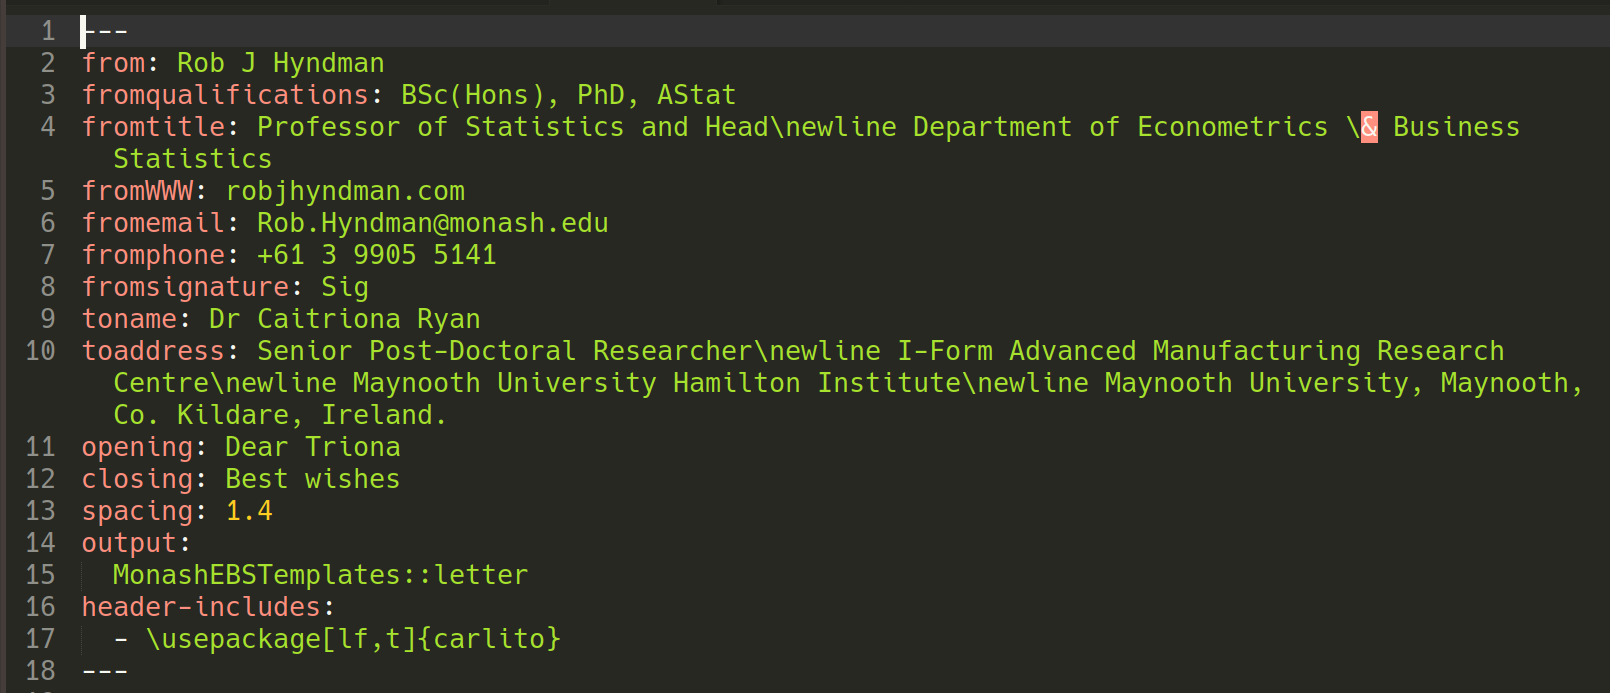 1 ---
2 from: Rob J Hyndman
3 fromqualifications: BSc(Hons), PhD, AStat
4 fromtitle: Professor of Statistics and Head\newline Department of Econometrics \& Business
Statistics
5 fromWWW: robjhyndman.com
6 fromemail: Rob.Hyndman@monash.edu
7 fromphone: +61 3 9905 5141
8 fromsignature: Sig
9 toname: Dr Caitriona Ryan
10 toaddress: Senior Post-Doctoral Researcher\newline I-Form Advanced Manufacturing Research
Centre\newline Maynooth University Hamilton Institute\newline Maynooth University, Maynooth,
Co. Kildare, Ireland.
11 opening: Dear Triona
12 closing: Best wishes
13 spacing: 1.4
14 output:
15   MonashEBSTemplates::letter
16 header-includes:
17   - \usepackage[lf,t]{carlito}
18 ---